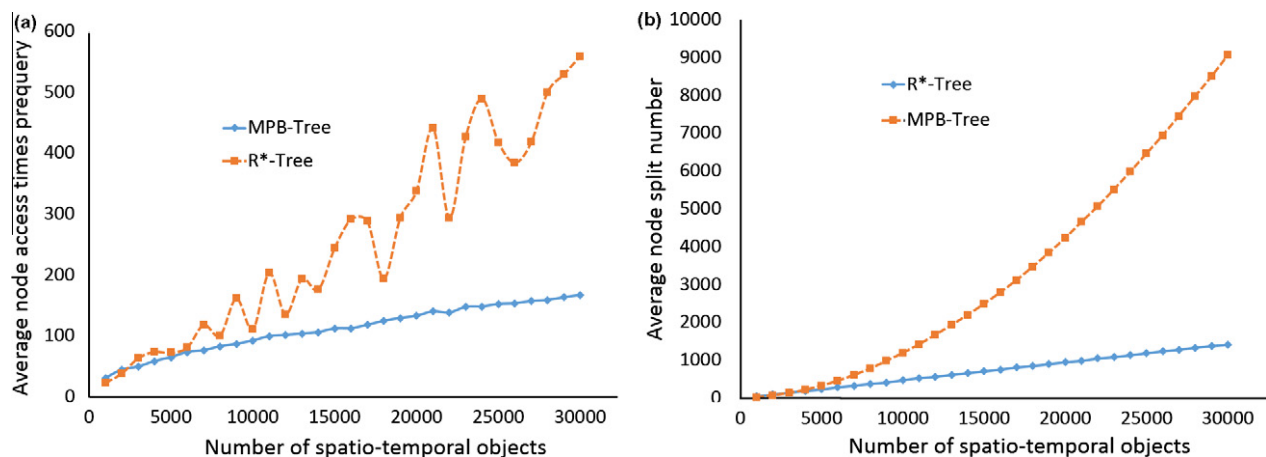 (a)
Average node access times prequery
600
500
400
300
200
100
0
MPB-Tree
R*-Tree
0 5000 10000 15000 20000 25000 30000
Number of spatio-temporal objects
(b)
Average node split number
10000
9000
8000
7000
6000
5000
4000
3000
2000
1000
0
R*-Tree
MPB-Tree
0 5000 10000 15000 20000 25000 30000
Number of spatio-temporal objects